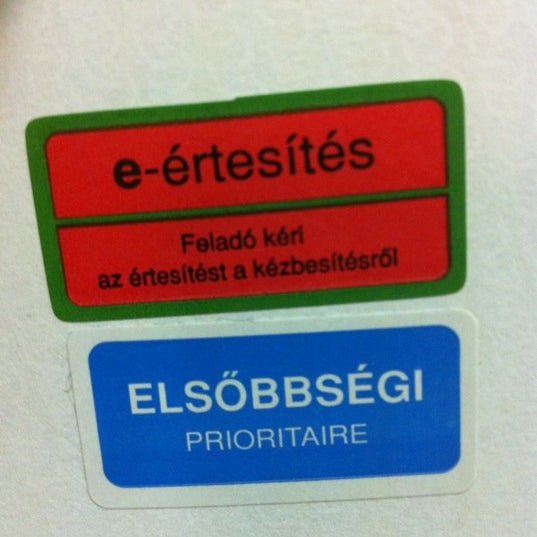 e-értesítés
Feladó kéri
az értesítést a kézbesítésről
ELSŐBBSÉGI
PRIORITAIRE